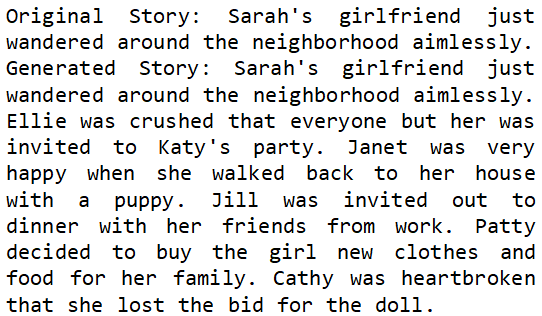 Original Story: Sarah's girlfriend just
wandered around the neighborhood aimlessly.
Generated Story: Sarah's girlfriend just
wandered around the neighborhood aimlessly.
Ellie was crushed that everyone but her was
invited to Katy's party. Janet was very
happy when she walked back to her house
with a puppy. Jill was invited out to
dinner with her friends from work. Patty
decided to buy the girl new clothes and
food for her family. Cathy was heartbroken
that she lost the bid for the doll.